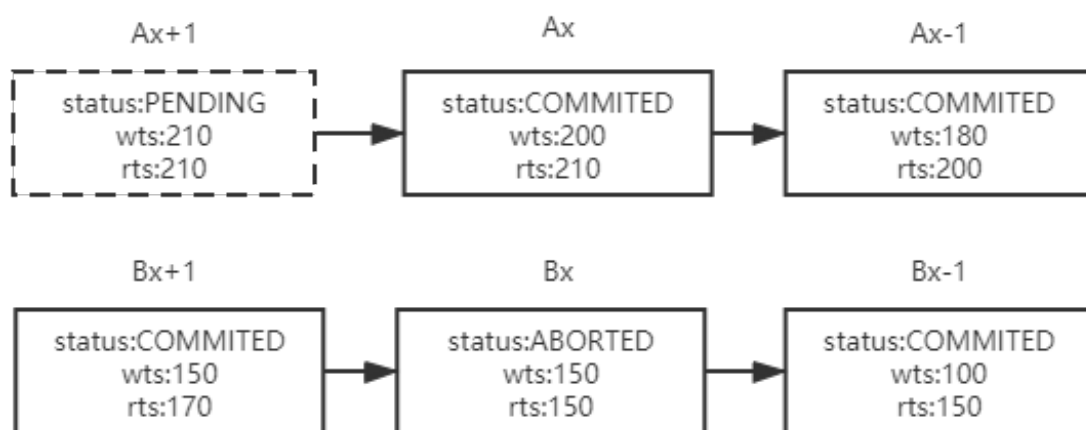 Ax+1
Ax
Ax-1
status:PENDING
wts:210
rts:210
status:COMMITED
wts:200
rts:210
status:COMMITED
wts:180
rts:200
Bx+1
Bx
Bx-1
status:COMMITED
wts:150
rts:170
status:ABORTED
wts:150
rts:150
status:COMMITED
wts:100
rts:150